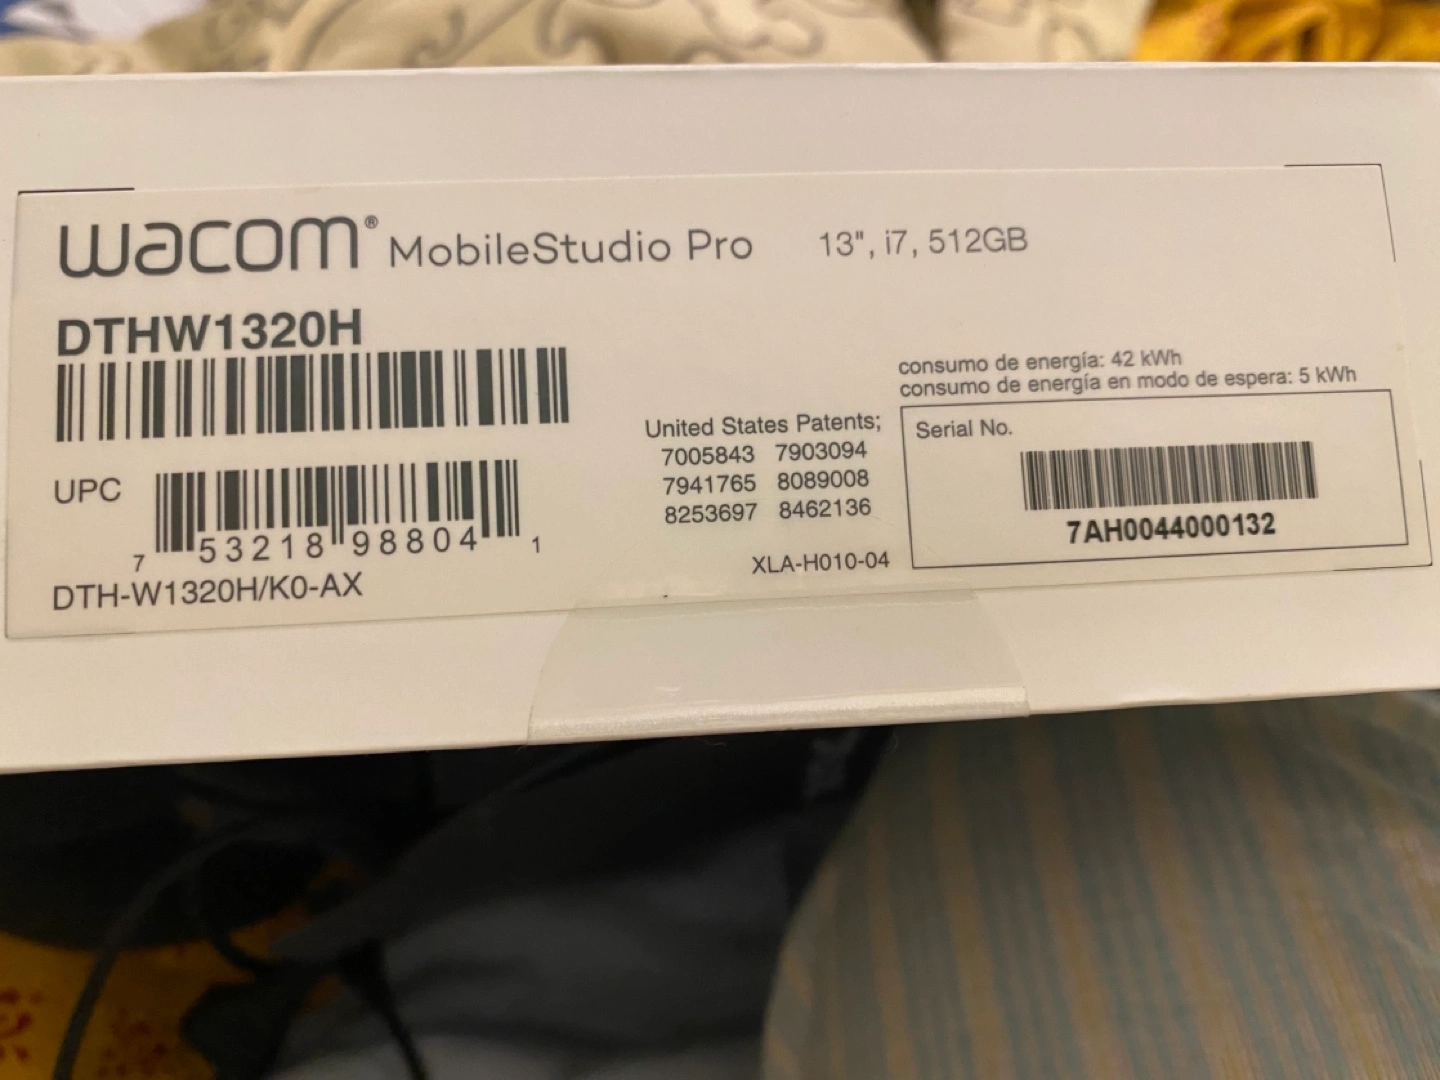 wacom® MobileStudio Pro 13", i7, 512GB
DTHW1320H
consumo de energía: 42 kWh
consumo de energía en modo de espera: 5 kWh
United States Patents;
7005843 7903094
7941765 8089008
8253697 8462136
XLA-H010-04
Serial No.
7AH0044000132
UPC
7 53218 98804 1
DTH-W1320H/K0-AX